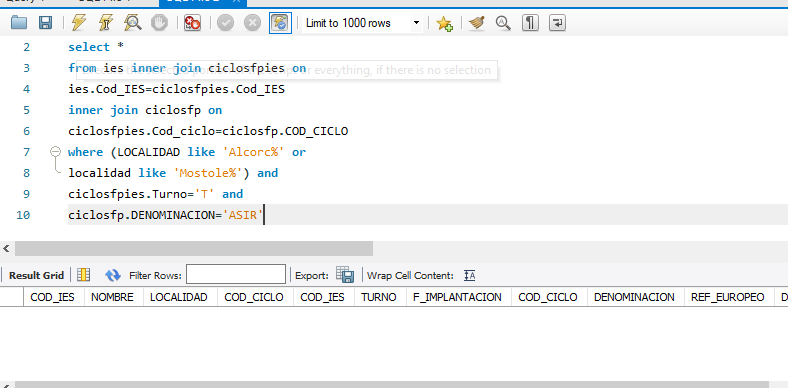 Limit to 1000 rows
2 select *
3 from ies inner join ciclosfpies on
4 ies.Cod_IES=ciclosfpies.Cod_IES
5 inner join ciclosfp on
6 ciclosfpies.Cod_ciclo=ciclosfp.COD_CICLO
7 where (LOCALIDAD like 'Alcorc%' or
8 localidad like 'Mostole%') and
9 ciclosfpies.Turno='T' and
10 ciclosfp.DENOMINACION='ASIR'
everything, if there is no selection
Result Grid Filter Rows: Export: Wrap Cell Content:
COD_IES NOMBRE LOCALIDAD COD_CICLO COD_IES TURNO F_IMPLANTACION COD_CICLO DENOMINACION REF_EUROPEO D